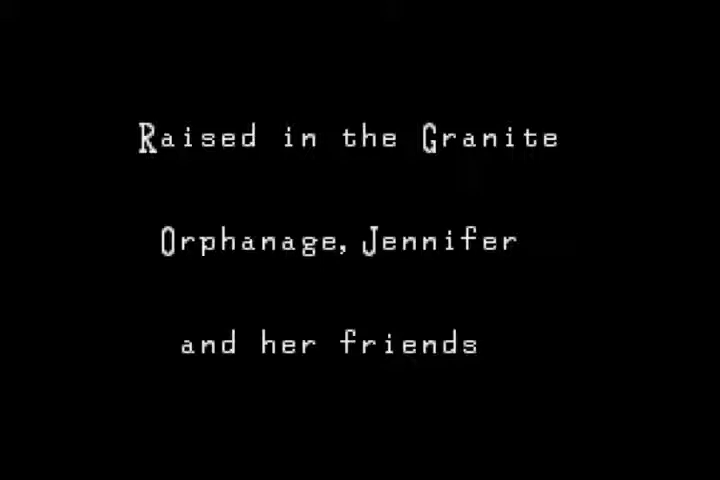 Raised in the Granite
Orphanage, Jennifer
and her friends